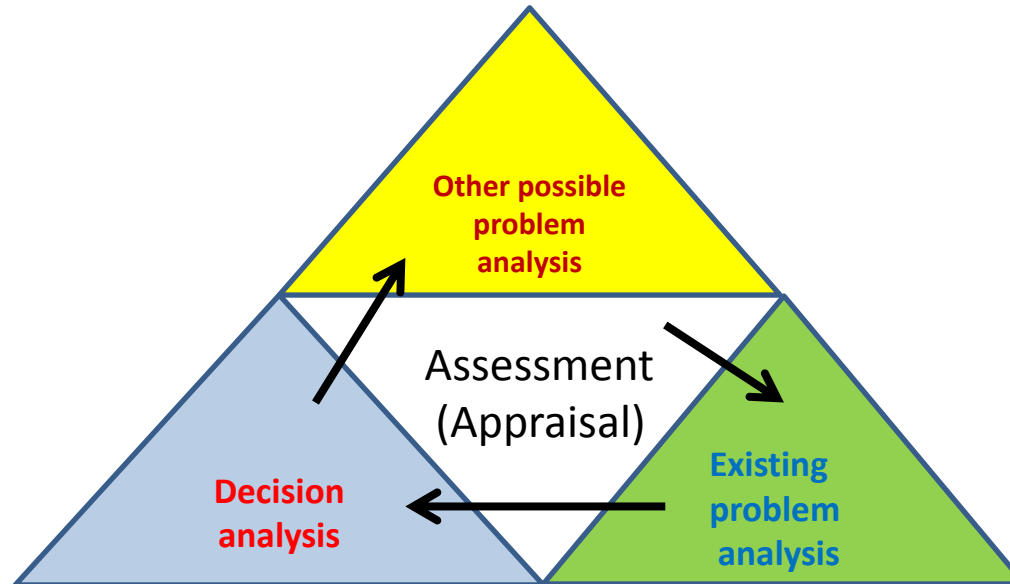 Other possible
problem
analysis
Assessment
(Appraisal)
Decision
analysis
Existing
problem
analysis